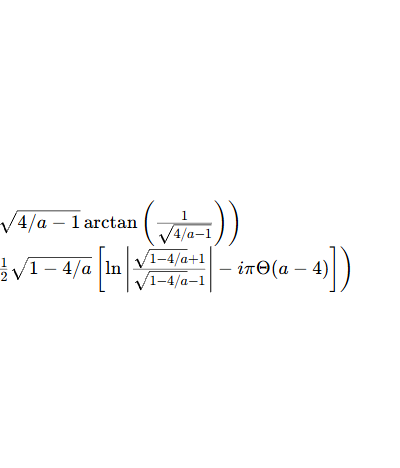 √4/a − 1 arctan (1/√4/a−1))
½√1 − 4/a [ln |√1−4/a+1/√1−4/a−1| − iπΘ(a − 4)])